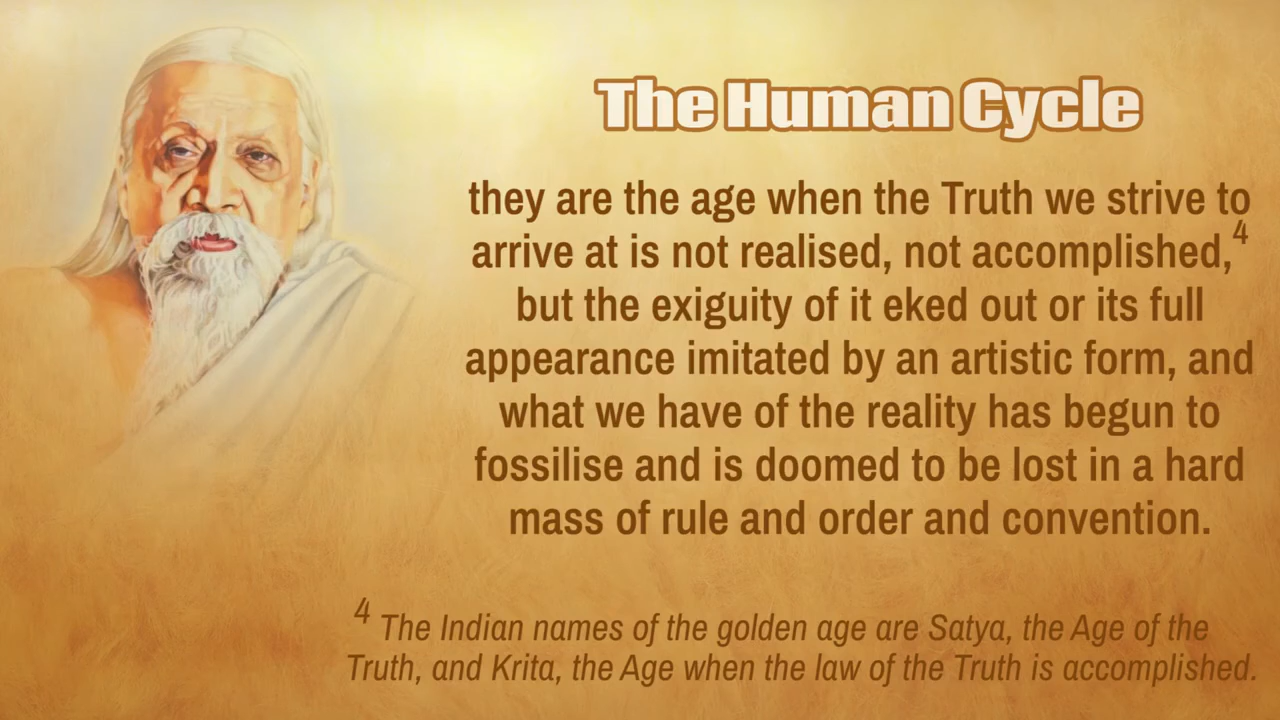 The Human Cycle
they are the age when the Truth we strive to
arrive at is not realised, not accomplished,4
but the exiguity of it eked out or its full
appearance imitated by an artistic form, and
what we have of the reality has begun to
fossilise and is doomed to be lost in a hard
mass of rule and order and convention.
4 The Indian names of the golden age are Satya, the Age of the
Truth, and Krita, the Age when the law of the Truth is accomplished.